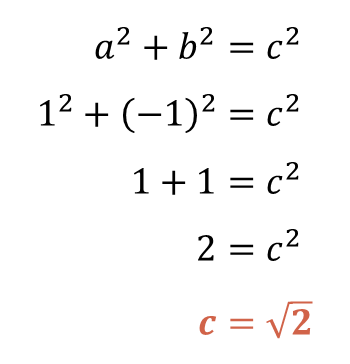 a² + b² = c²
1² + (−1)² = c²
1 + 1 = c²
2 = c²
c = √2